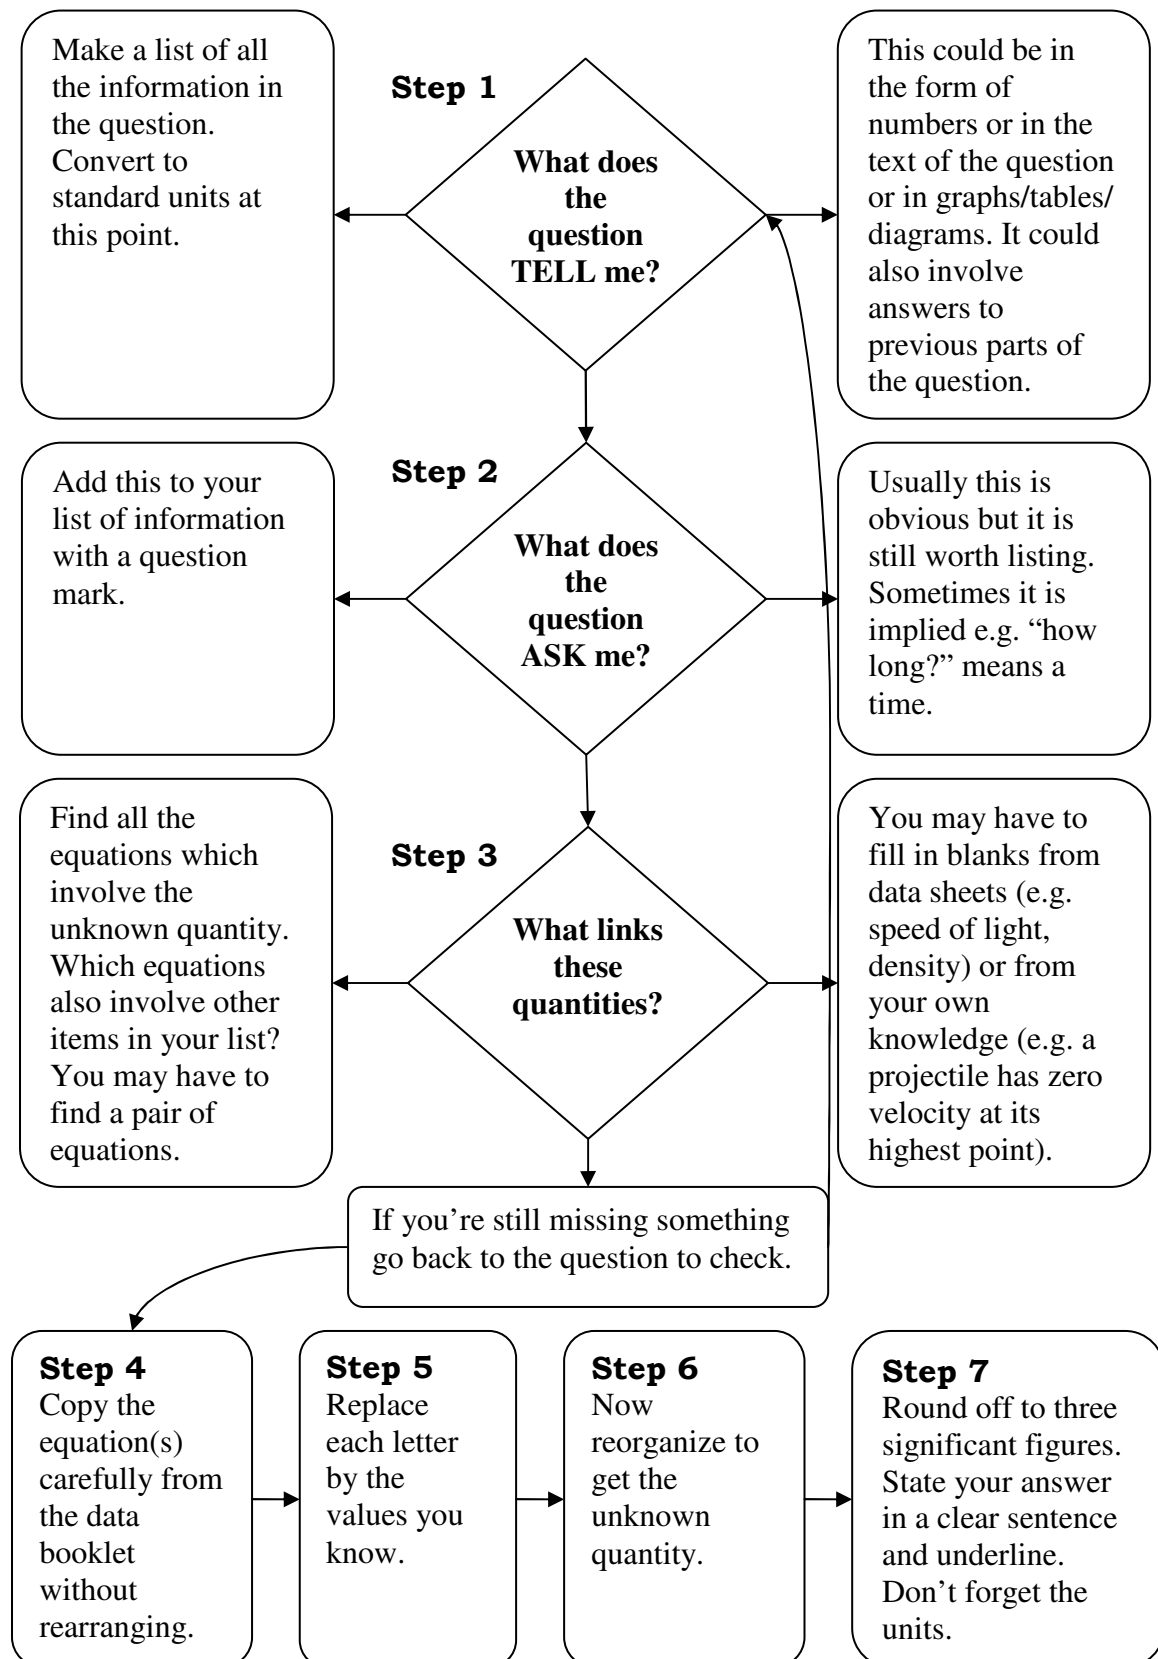 Make a list of all
the information in
the question.
Convert to
standard units at
this point.
Step 1
What does
the
question
TELL me?
This could be in
the form of
numbers or in the
text of the question
or in graphs/tables/
diagrams. It could
also involve
answers to
previous parts of
the question.
Add this to your
list of information
with a question
mark.
Step 2
What does
the
question
ASK me?
Usually this is
obvious but it is
still worth listing.
Sometimes it is
implied e.g. “how
long?” means a
time.
Find all the
equations which
involve the
unknown quantity.
Which equations
also involve other
items in your list?
You may have to
find a pair of
equations.
Step 3
What links
these
quantities?
You may have to
fill in blanks from
data sheets (e.g.
speed of light,
density) or from
your own
knowledge (e.g. a
projectile has zero
velocity at its
highest point).
If you’re still missing something
go back to the question to check.
Step 4
Copy the
equation(s)
carefully from
the data
booklet
without
rearranging.
Step 5
Replace
each letter
by the
values you
know.
Step 6
Now
reorganize to
get the
unknown
quantity.
Step 7
Round off to three
significant figures.
State your answer
in a clear sentence
and underline.
Don’t forget the
units.